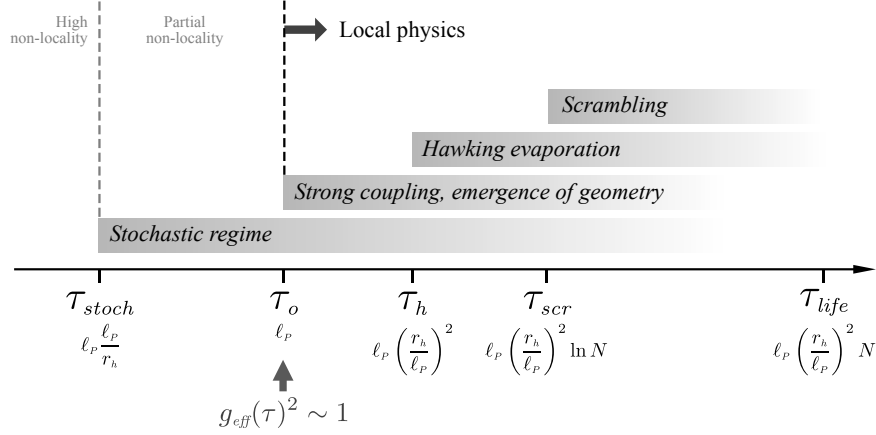 High
non-locality
Partial
non-locality
Local physics
Scrambling
Hawking evaporation
Strong coupling, emergence of geometry
Stochastic regime
τ_stoch
τ_o
τ_h
τ_scr
τ_life
ℓ_P ℓ_P/r_h
ℓ_P
ℓ_P (r_h/ℓ_P)^2
ℓ_P (r_h/ℓ_P)^2 ln N
ℓ_P (r_h/ℓ_P)^2 N
g_eff(τ)^2 ∼ 1